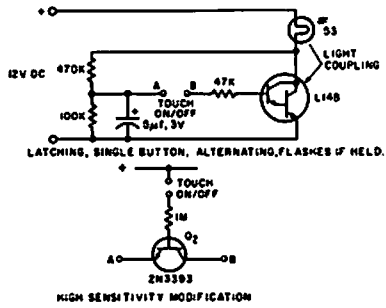 +
# 53
12V DC
470K
LIGHT COUPLING
A
B
47K
TOUCH ON/OFF
L14B
100K
+
5μf, 3V
LATCHING, SINGLE BUTTON, ALTERNATING, FLASHES IF HELD.
+
TOUCH ON/OFF
1M
Q2
A
B
2N3393
HIGH SENSITIVITY MODIFICATION